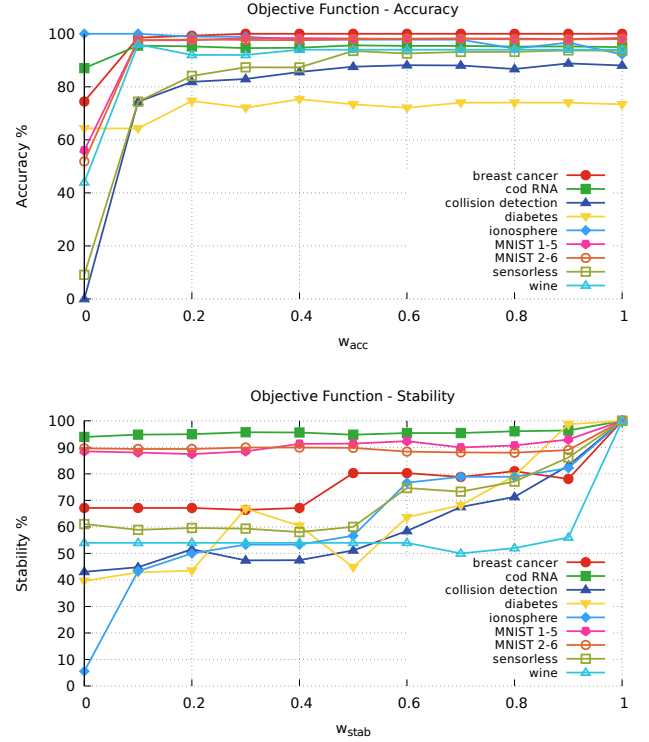 Objective Function - Accuracy
100
80
60
40
20
0
Accuracy %
breast cancer
cod RNA
collision detection
diabetes
ionosphere
MNIST 1-5
MNIST 2-6
sensorless
wine
0 0.2 0.4 0.6 0.8 1
w_acc
Objective Function - Stability
100
90
80
70
60
50
40
30
20
10
0
Stability %
breast cancer
cod RNA
collision detection
diabetes
ionosphere
MNIST 1-5
MNIST 2-6
sensorless
wine
0 0.2 0.4 0.6 0.8 1
w_stab